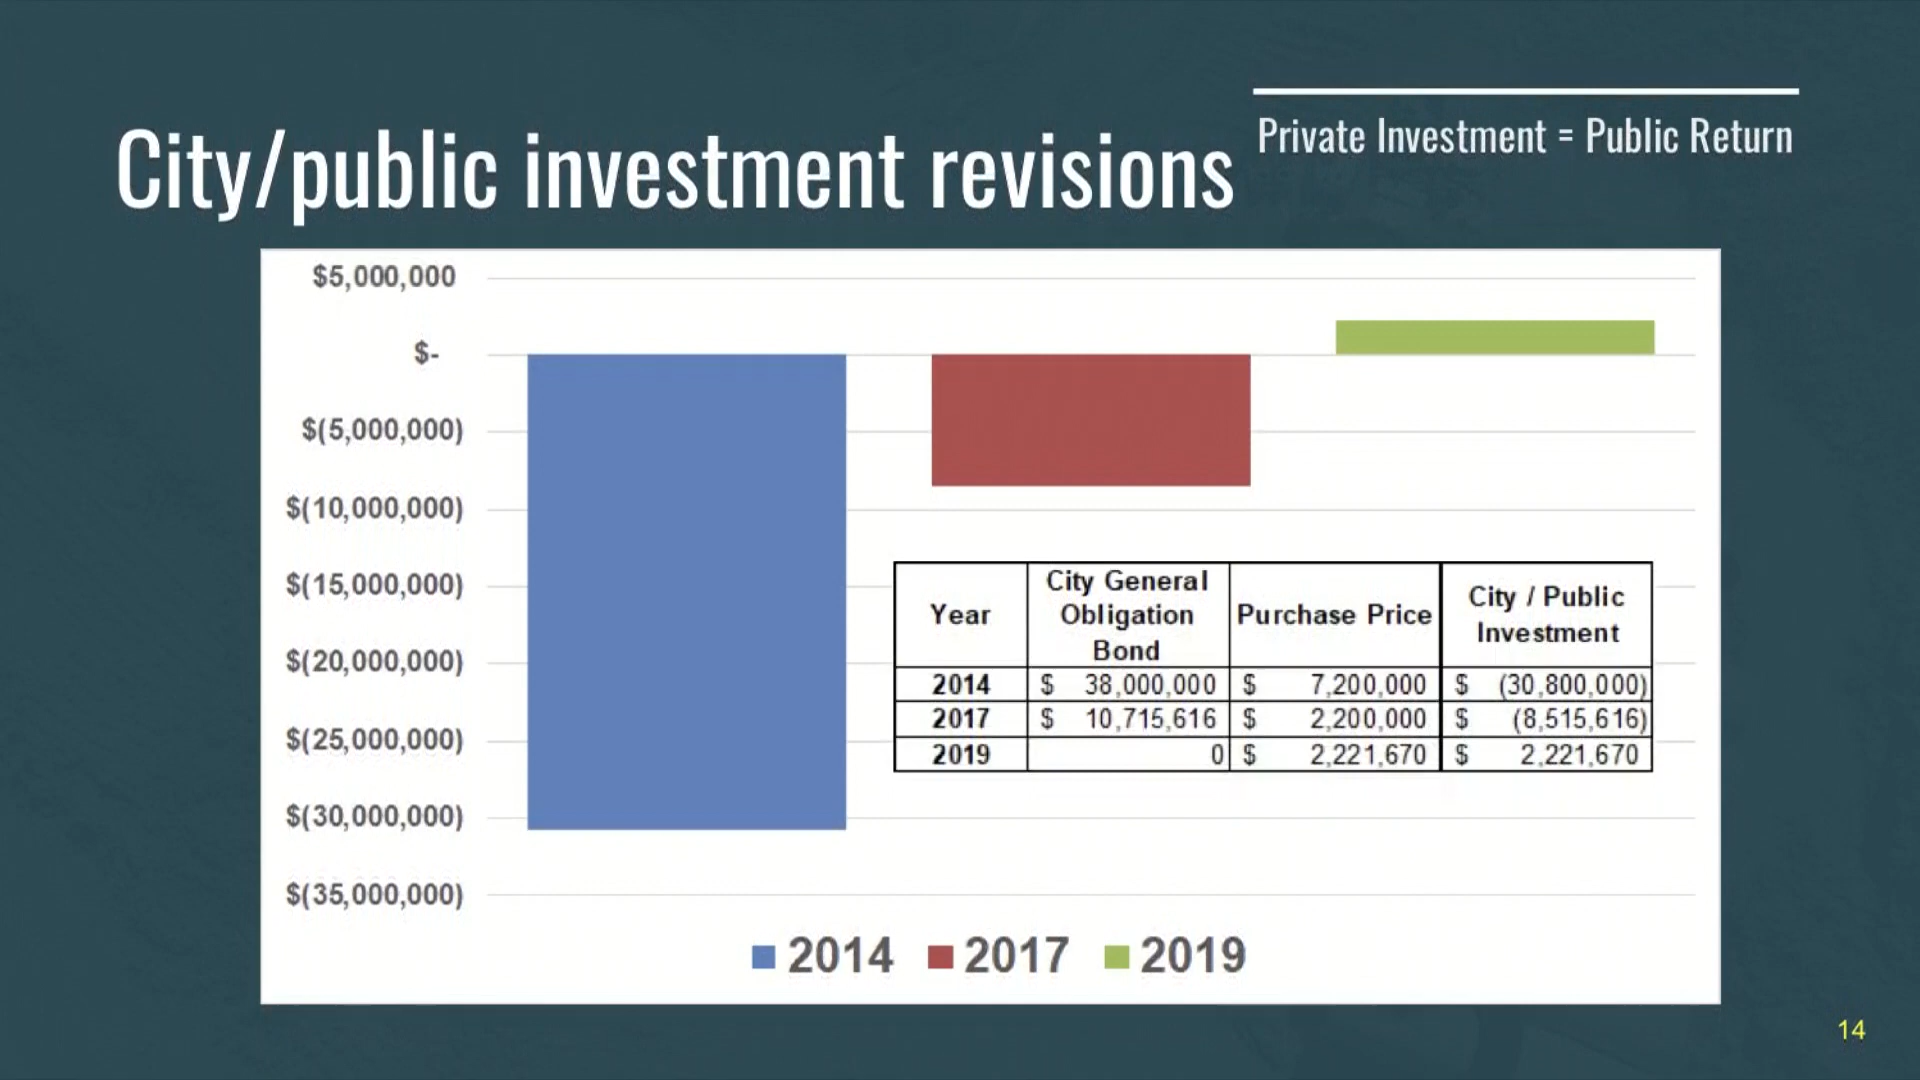 City/public investment revisions
Private Investment = Public Return
$5,000,000
$-
$(5,000,000)
$(10,000,000)
$(15,000,000)
$(20,000,000)
$(25,000,000)
$(30,000,000)
$(35,000,000)
Year City General Obligation Bond Purchase Price City / Public Investment
2014 $ 38,000,000 $ 7,200,000 $ (30,800,000)
2017 $ 10,715,616 $ 2,200,000 $ (8,515,616)
2019 0 $ 2,221,670 $ 2,221,670
2014 2017 2019
14